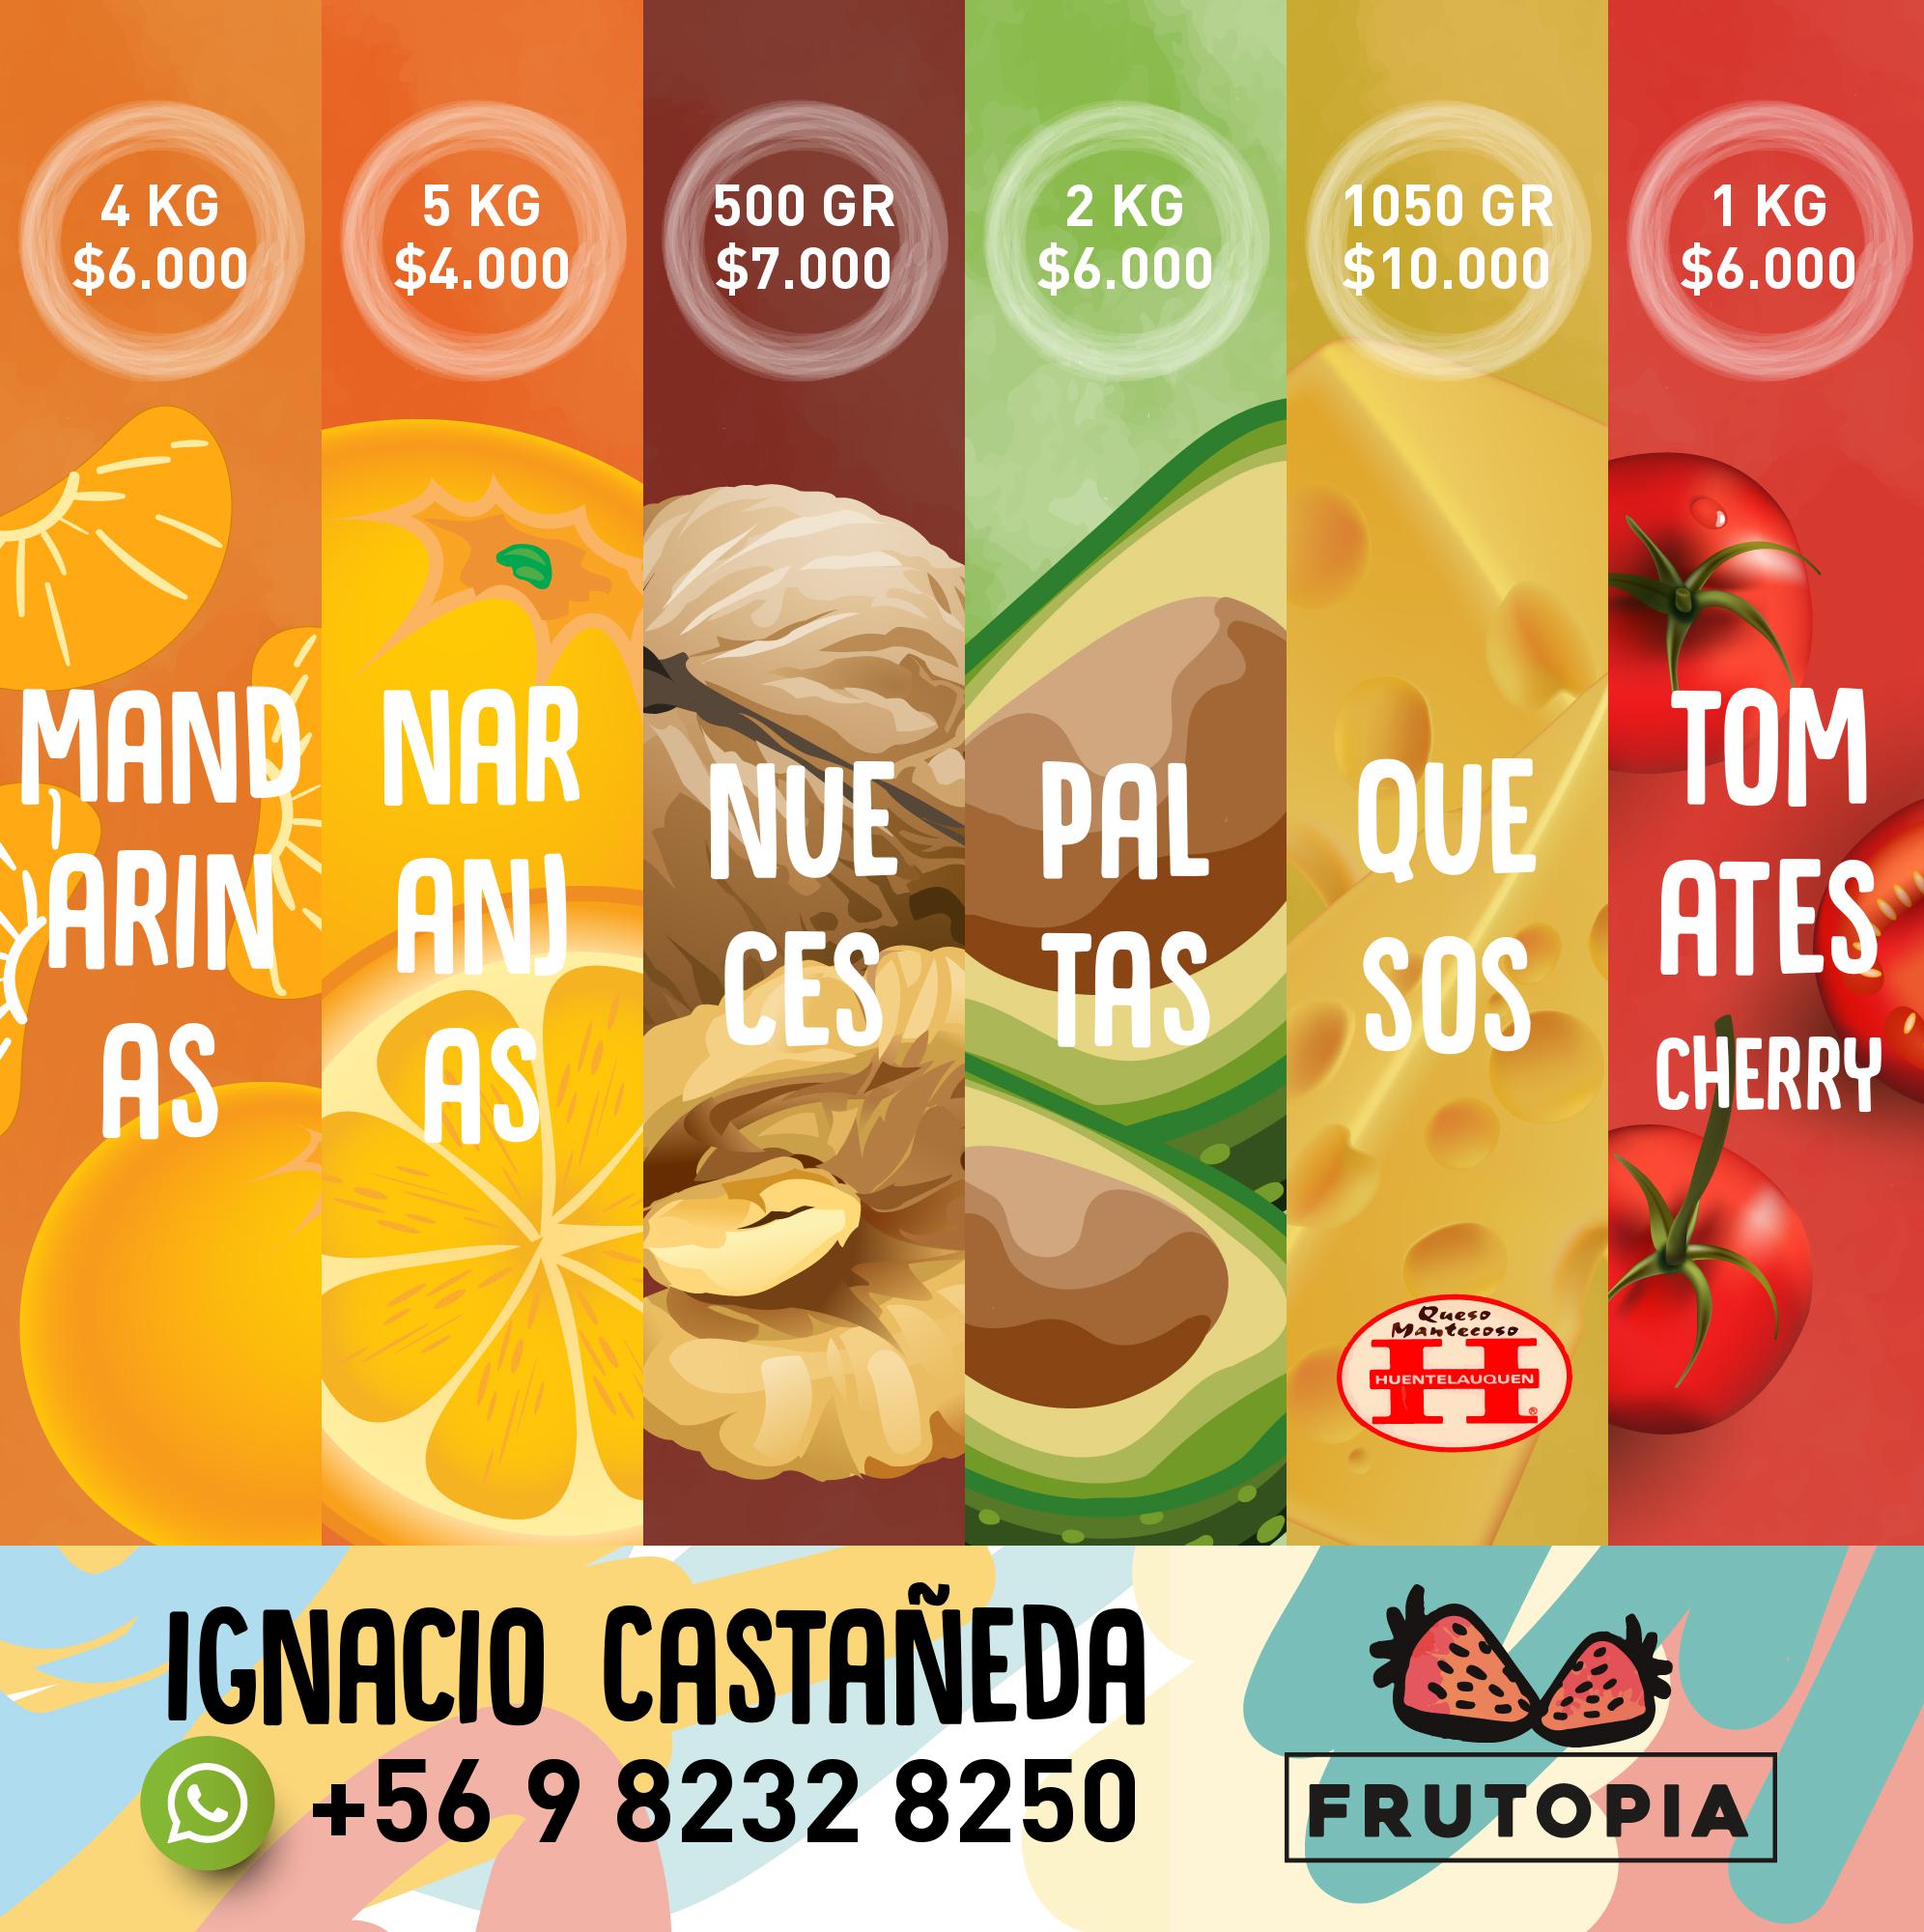 4 KG
$6.000
MAND
ARIN
AS
5 KG
$4.000
NAR
ANJ
AS
500 GR
$7.000
NUE
CES
2 KG
$6.000
PAL
TAS
1050 GR
$10.000
QUE
SOS
Queso
Mantecoso
H
HUENTELAUQUEN
®
1 KG
$6.000
TOM
ATES
CHERRY
IGNACIO CASTAÑEDA
+56 9 8232 8250
FRUTOPIA